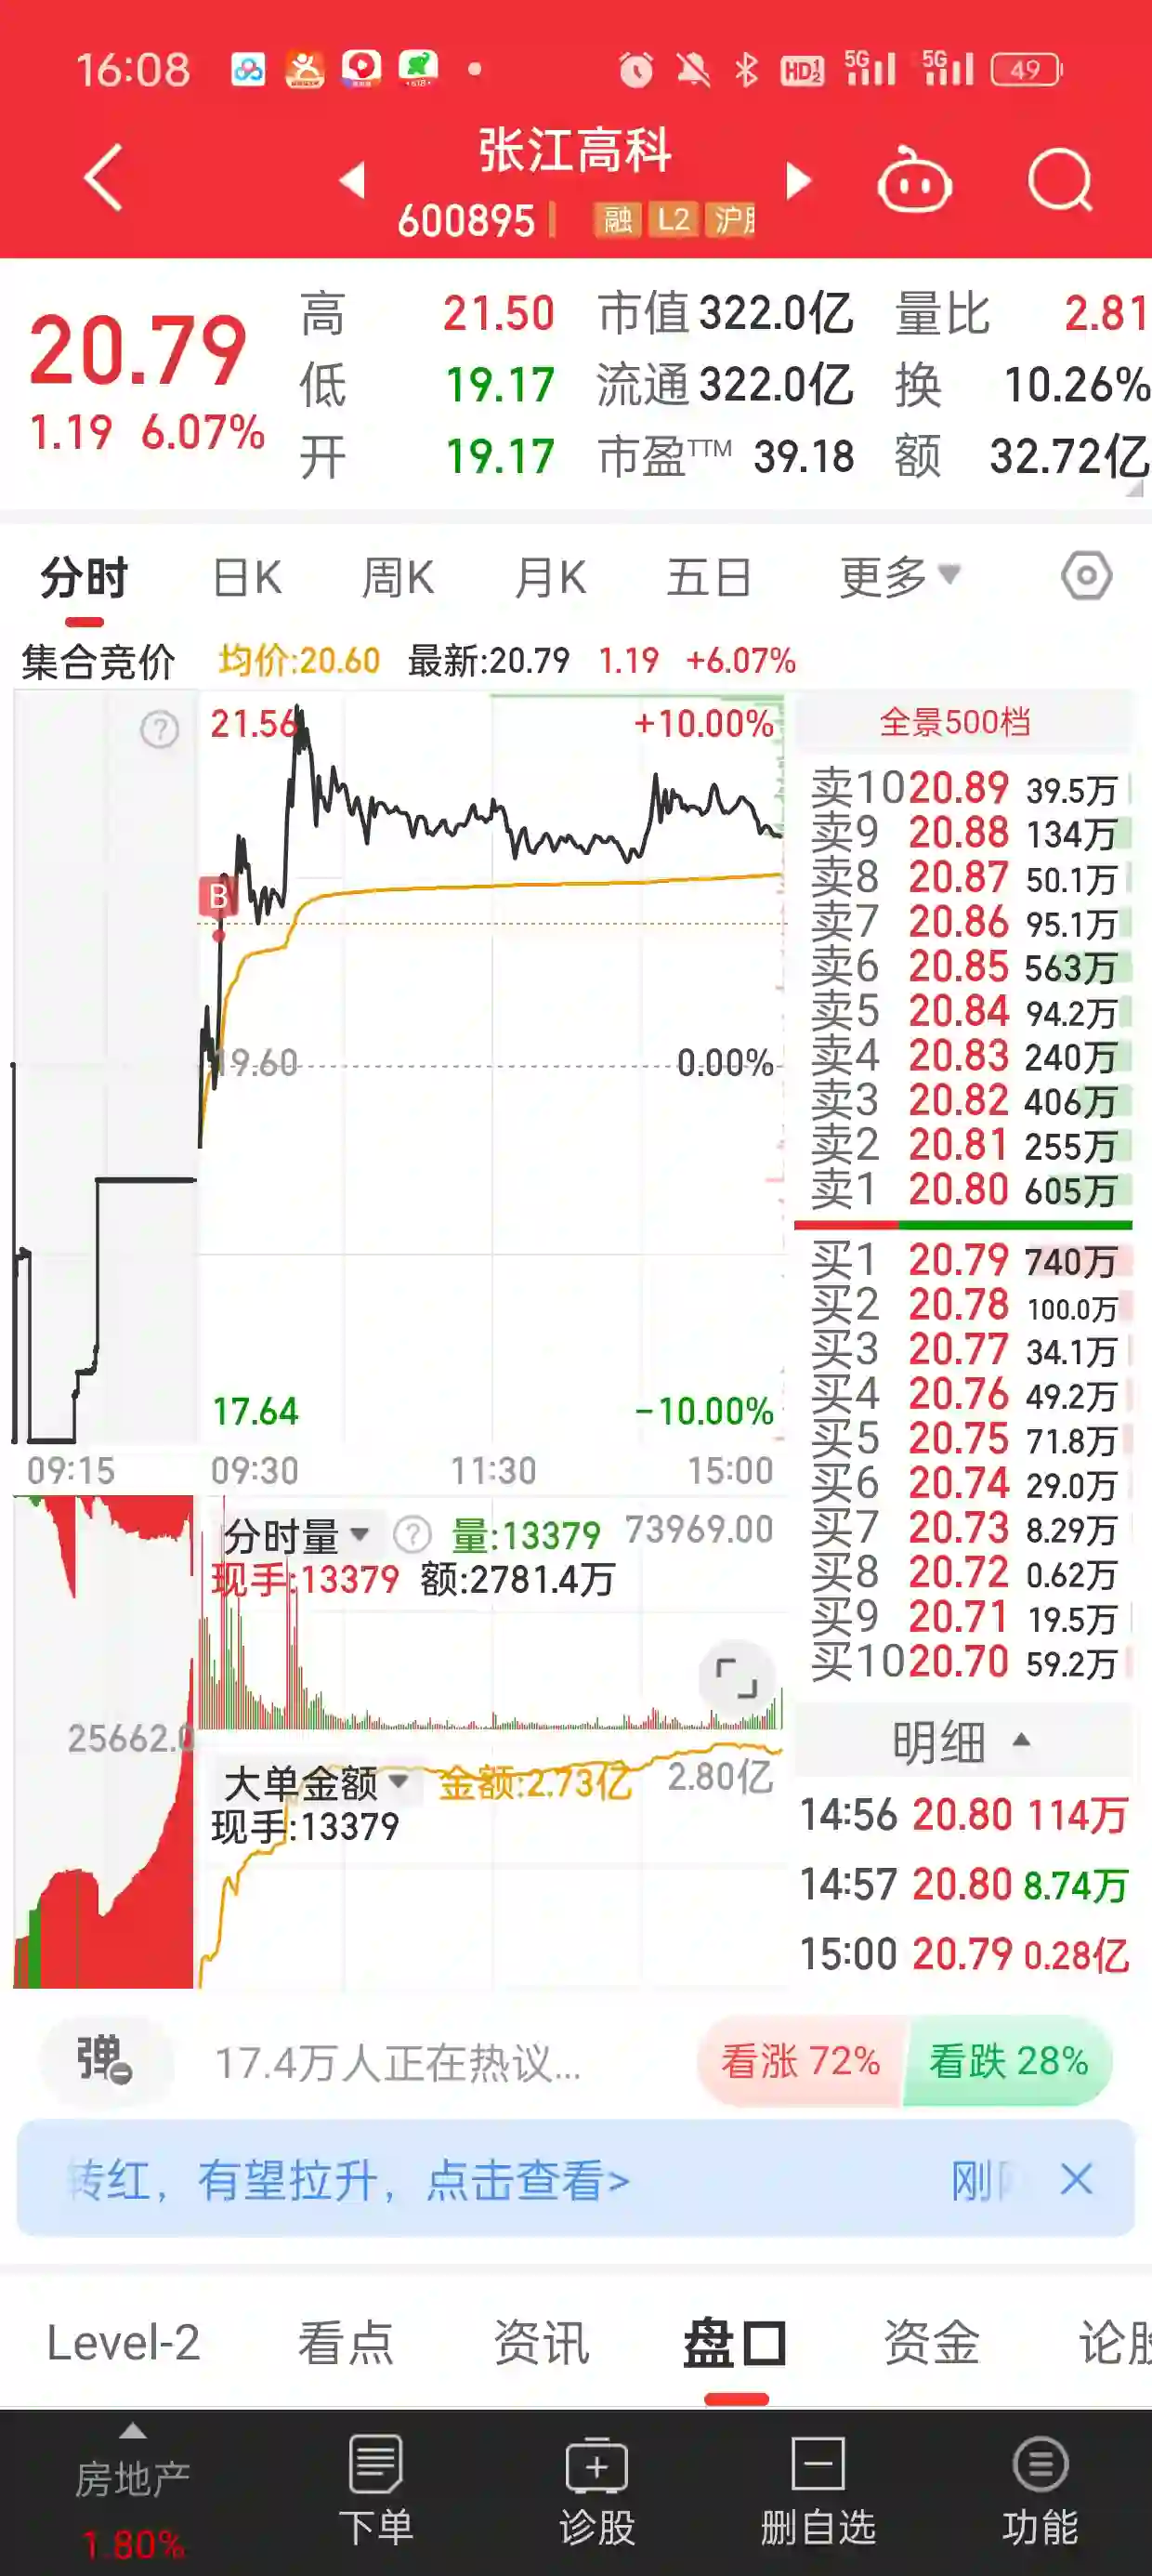 16:08 HD 1 2 5G 5G 49
张江高科
600895 融 L2 沪股
20.79
1.19 6.07%
高 21.50 市值 322.0亿 量比 2.81
低 19.17 流通 322.0亿 换 10.26%
开 19.17 市盈TTM 39.18 额 32.72亿
分时 日K 周K 月K 五日 更多
集合竞价 均价:20.60 最新:20.79 1.19 +6.07%
21.56 +10.00%
B
19.60 0.00%
17.64 -10.00%
09:15 09:30 11:30 15:00
分时量 ? 量:13379 73969.00
现手:13379 额:2781.4万
25662.0
大单金额 金额:2.73亿 2.80亿
现手:13379
全景500档
卖10 20.89 39.5万
卖9 20.88 134万
卖8 20.87 50.1万
卖7 20.86 95.1万
卖6 20.85 563万
卖5 20.84 94.2万
卖4 20.83 240万
卖3 20.82 406万
卖2 20.81 255万
卖1 20.80 605万
买1 20.79 740万
买2 20.78 100.0万
买3 20.77 34.1万
买4 20.76 49.2万
买5 20.75 71.8万
买6 20.74 29.0万
买7 20.73 8.29万
买8 20.72 0.62万
买9 20.71 19.5万
买10 20.70 59.2万
明细
14:56 20.80 114万
14:57 20.80 8.74万
15:00 20.79 0.28亿
弹 17.4万人正在热议... 看涨 72% 看跌 28%
转红，有望拉升，点击查看> 刚
Level-2 看点 资讯 盘口 资金 论股
房地产 下单 诊股 删自选 功能
1.80%